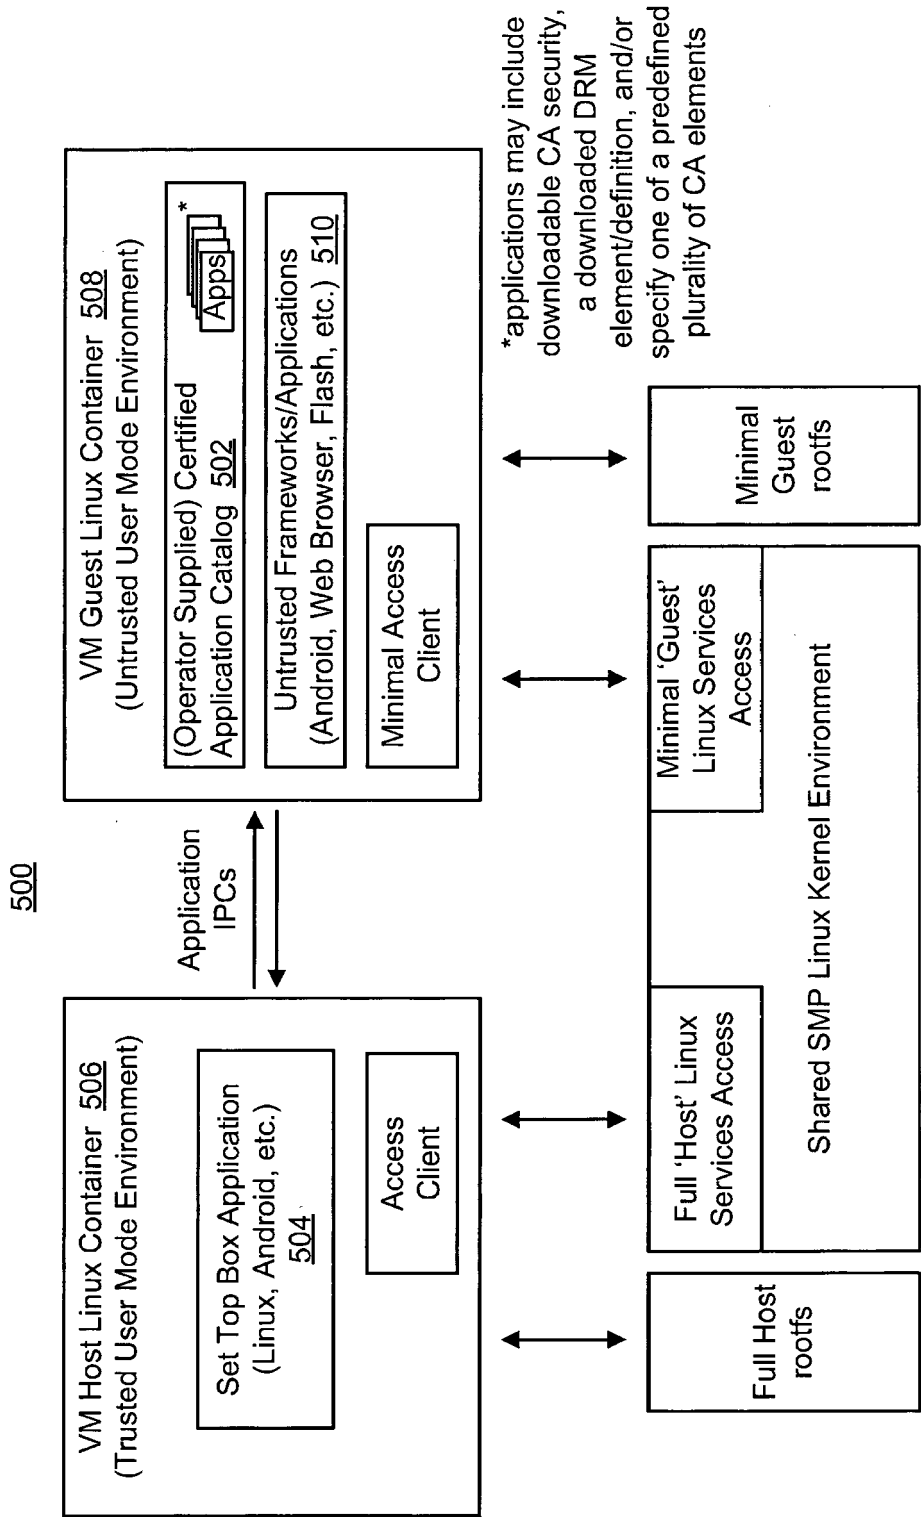 500
VM Host Linux Container 506
(Trusted User Mode Environment)
Set Top Box Application
(Linux, Android, etc.)
504
Access
Client
Application
IPCs
VM Guest Linux Container 508
(Untrusted User Mode Environment)
(Operator Supplied) Certified
Application Catalog 502
Apps
*
Untrusted Frameworks/Applications
(Android, Web Browser, Flash, etc.) 510
Minimal Access
Client
*applications may include
downloadable CA security,
a downloaded DRM
element/definition, and/or
specify one of a predefined
plurality of CA elements
Full Host
rootfs
Full 'Host' Linux
Services Access
Minimal 'Guest'
Linux Services
Access
Shared SMP Linux Kernel Environment
Minimal
Guest
rootfs